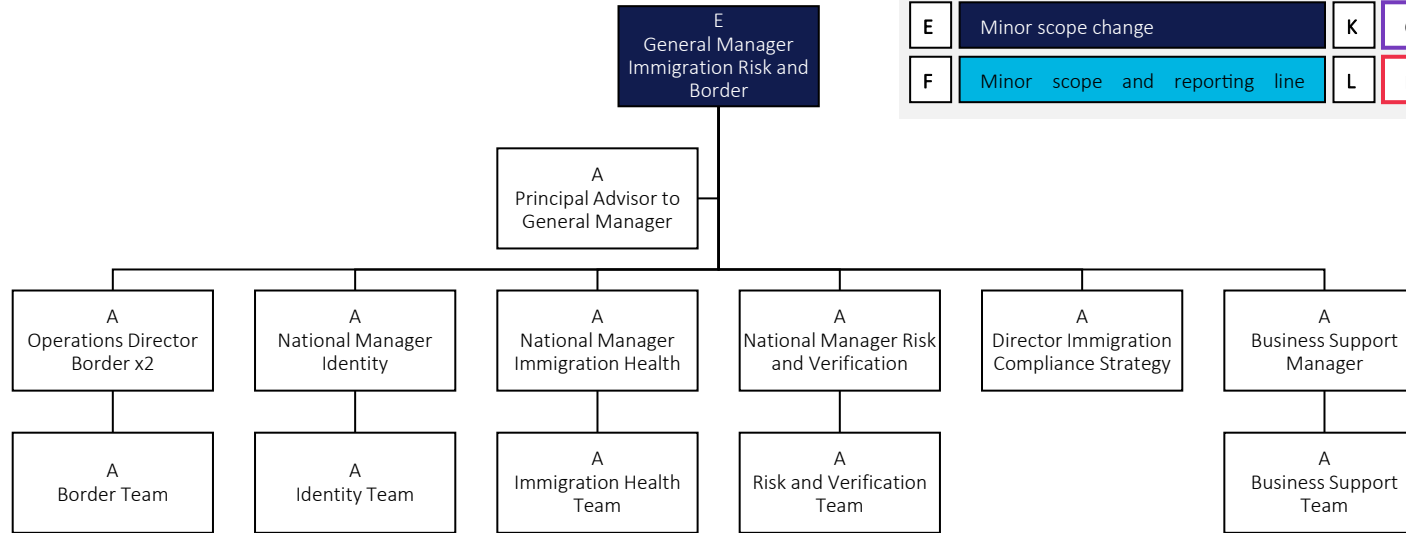 E
General Manager
Immigration Risk and
Border
E
Minor scope change
K
F
Minor scope and reporting line
L
A
Principal Advisor to
General Manager
A
Operations Director
Border x2
A
National Manager
Identity
A
National Manager
Immigration Health
A
National Manager Risk
and Verification
A
Director Immigration
Compliance Strategy
A
Business Support
Manager
A
Border Team
A
Identity Team
A
Immigration Health
Team
A
Risk and Verification
Team
A
Business Support
Team